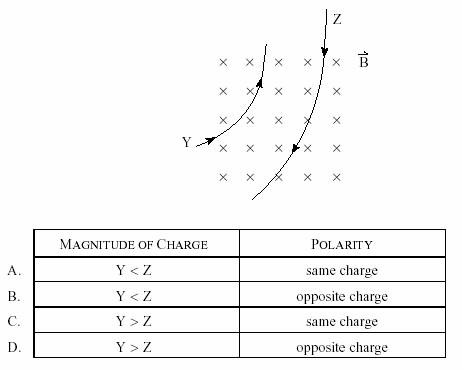 Z
× × × × × B⃗
× × × × ×
× × × × ×
Y × × × × ×
× × × × ×
MAGNITUDE OF CHARGE POLARITY
A. Y < Z same charge
B. Y < Z opposite charge
C. Y > Z same charge
D. Y > Z opposite charge